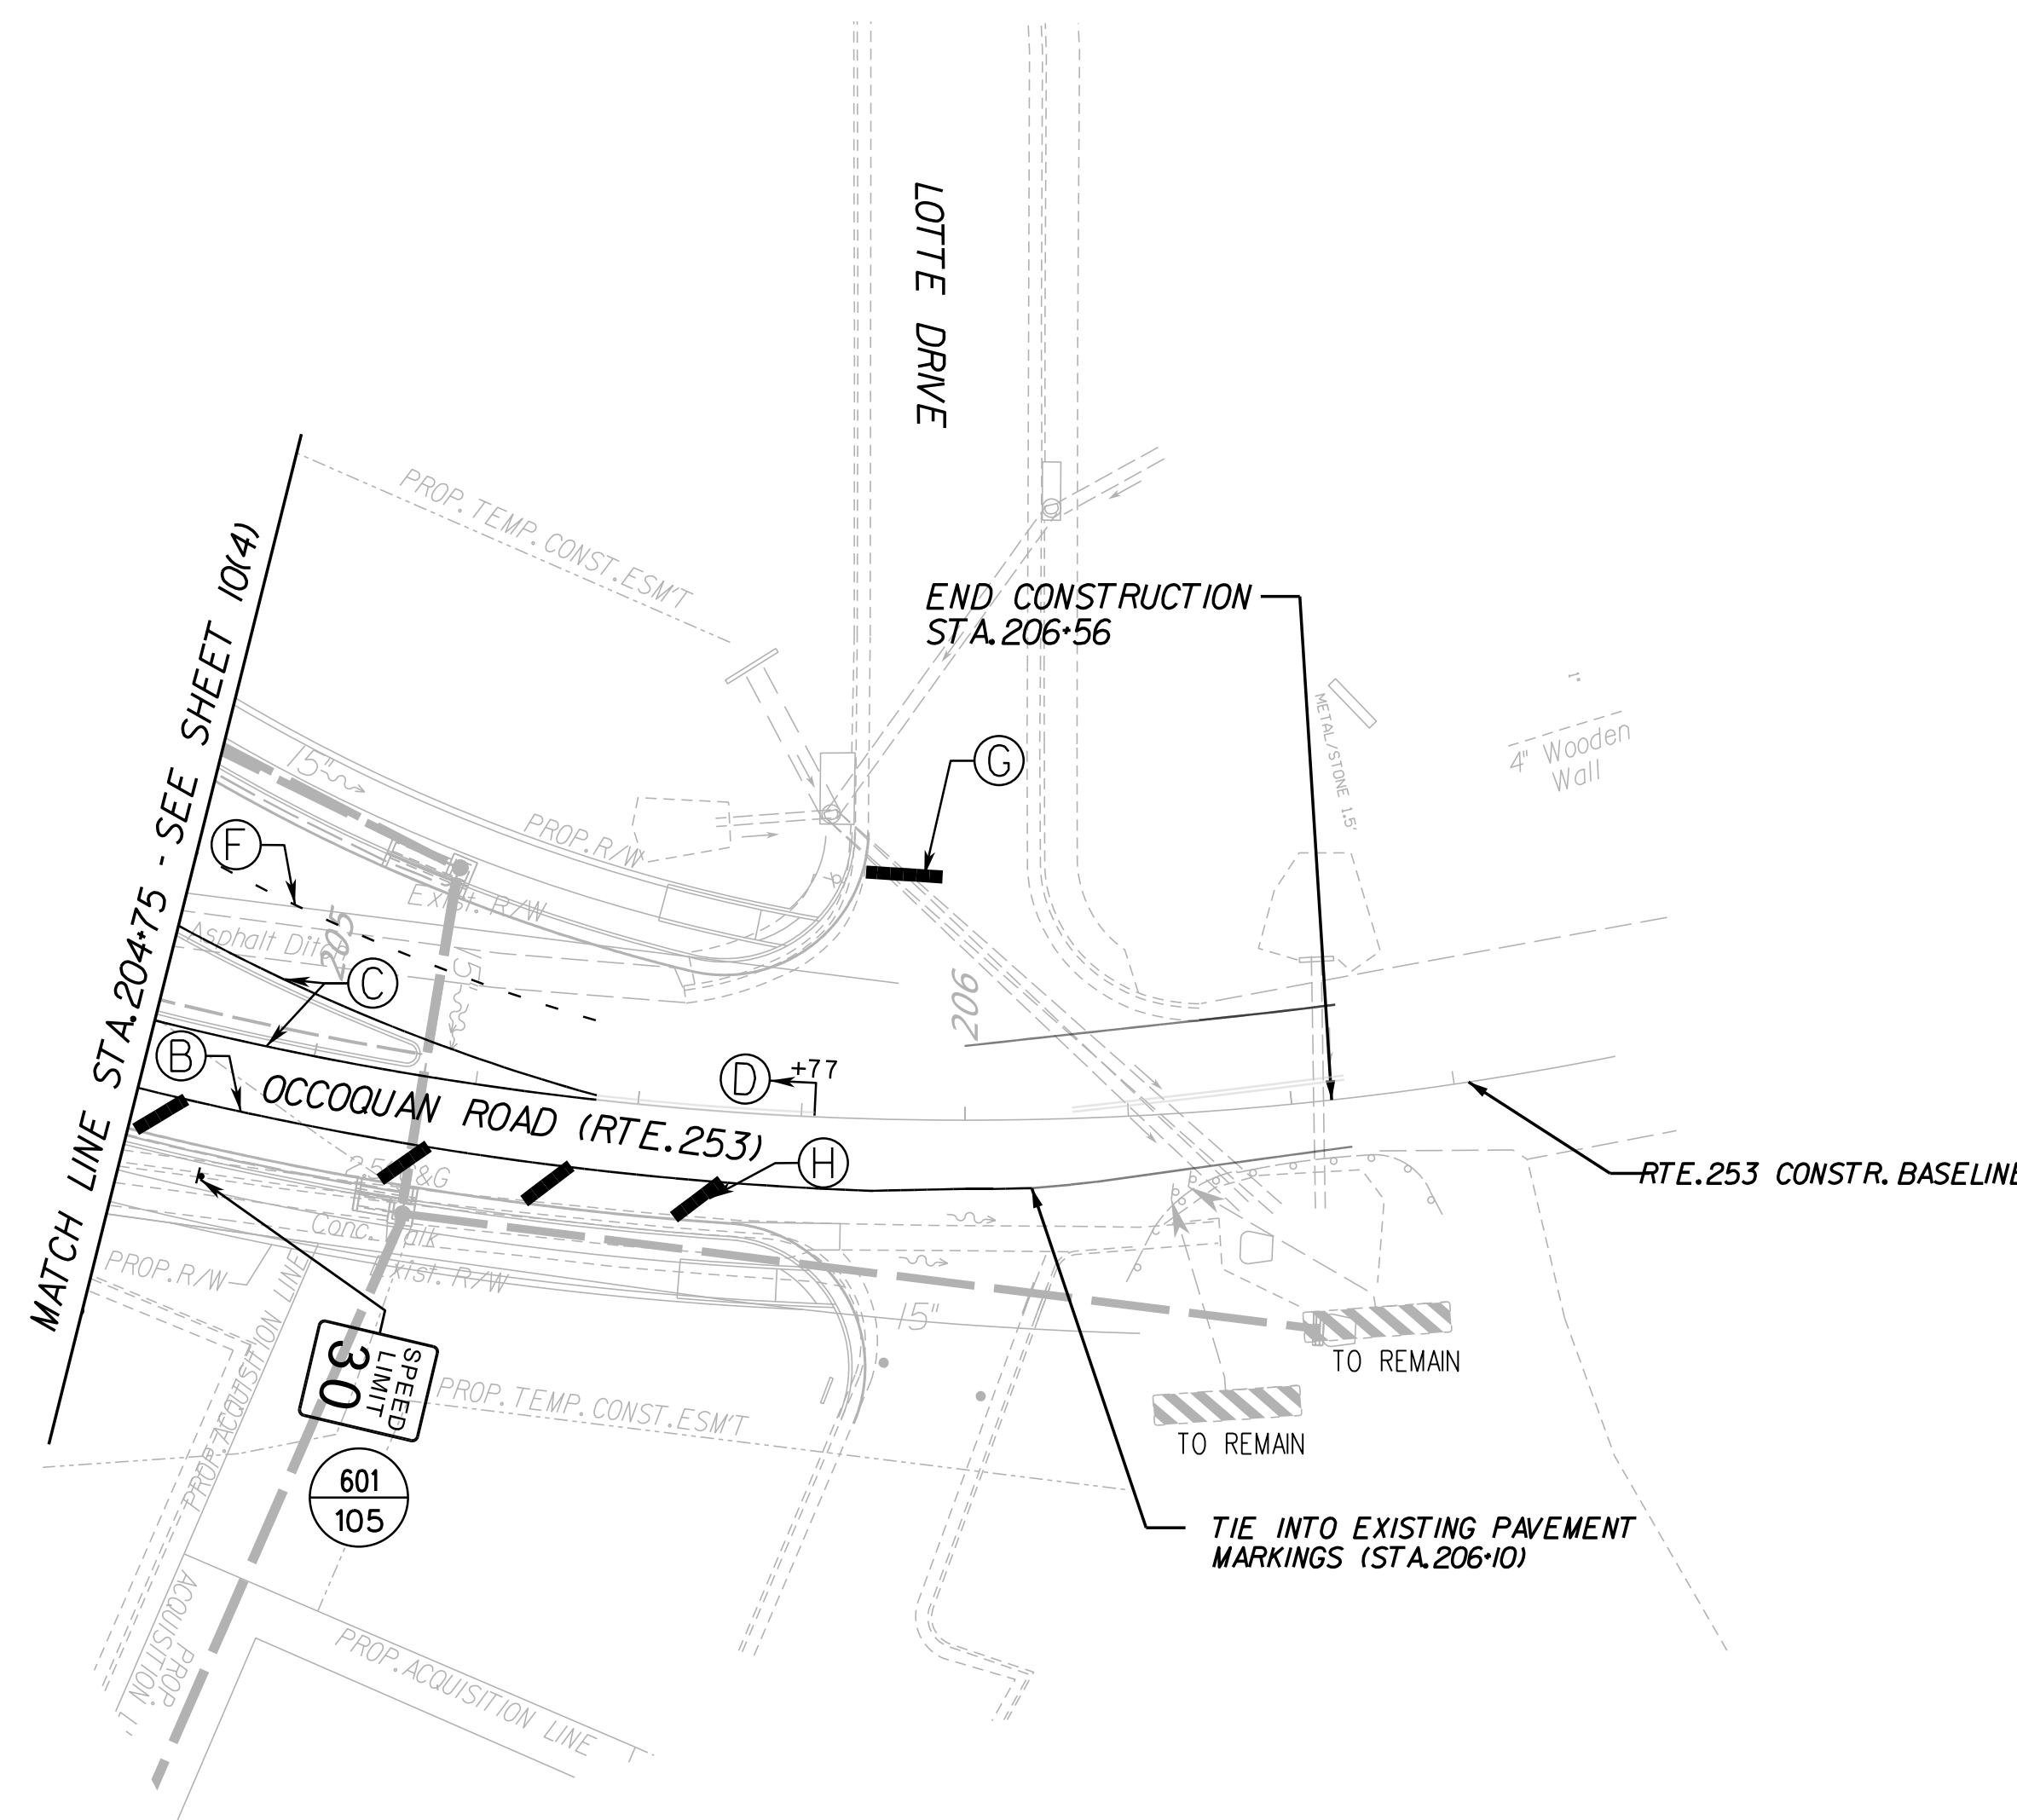 LOTTE DRIVE
PROP. TEMP. CONST. ESM'T
MATCH LINE STA. 204+75 - SEE SHEET 10(4)
END CONSTRUCTION
STA. 206+56
METAL/STONE 1.5'
1"
4" Wooden
Wall
15"
PROP. R/W
G
F
Exist. R/W
Asphalt Ditch
205
15"
C
206
B
OCCOQUAN ROAD (RTE. 253)
D
+77
H
RTE. 253 CONSTR. BASELINE
Conc. Walk
PROP. R/W
Exist. R/W
15"
PROP. ACQUISITION LINE
SPEED
LIMIT
30
TO REMAIN
PROP. TEMP. CONST. ESM'T
TO REMAIN
601
105
TIE INTO EXISTING PAVEMENT
MARKINGS (STA. 206+10)
PROP.
ACQUISITION L
PROP. ACQUISITION LINE